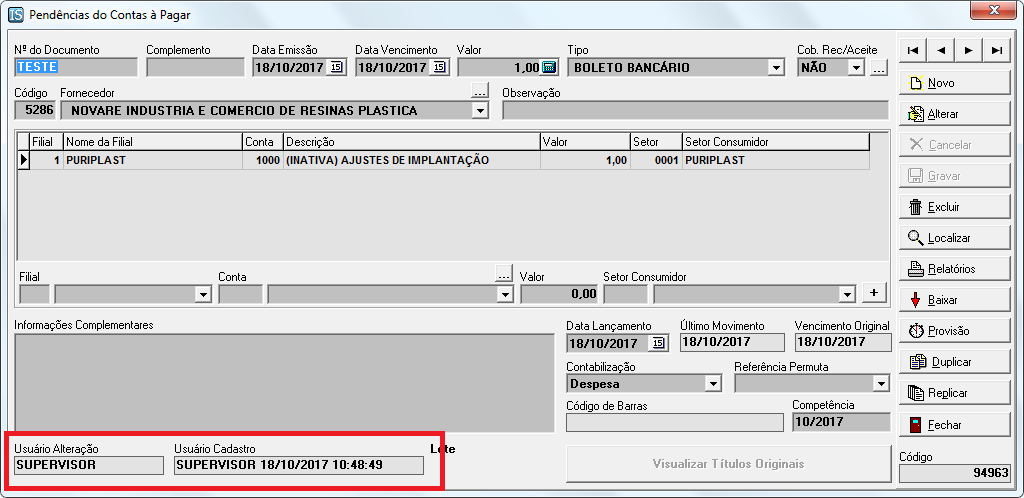 IS Pendências do Contas à Pagar
Nº do Documento Complemento Data Emissão Data Vencimento Valor Tipo Cob. Rec/Aceite
TESTE 18/10/2017 15 18/10/2017 15 1,00 BOLETO BANCÁRIO NÃO ...
Código Fornecedor ... Observação
5286 NOVARE INDUSTRIA E COMERCIO DE RESINAS PLASTICA
Filial Nome da Filial Conta Descrição Valor Setor Setor Consumidor
1 PURIPLAST 1000 (INATIVA) AJUSTES DE IMPLANTAÇÃO 1,00 0001 PURIPLAST
Filial Conta ... Valor Setor Consumidor
0,00 +
Informações Complementares
Data Lançamento Último Movimento Vencimento Original
18/10/2017 15 18/10/2017 18/10/2017
Contabilização Referência Permuta
Despesa
Código de Barras Competência
10/2017
Usuário Alteração Usuário Cadastro Lote
SUPERVISOR SUPERVISOR 18/10/2017 10:48:49
Visualizar Títulos Originais
Novo
Alterar
Cancelar
Gravar
Excluir
Localizar
Relatórios
Baixar
Provisão
Duplicar
Replicar
Fechar
Código
94963